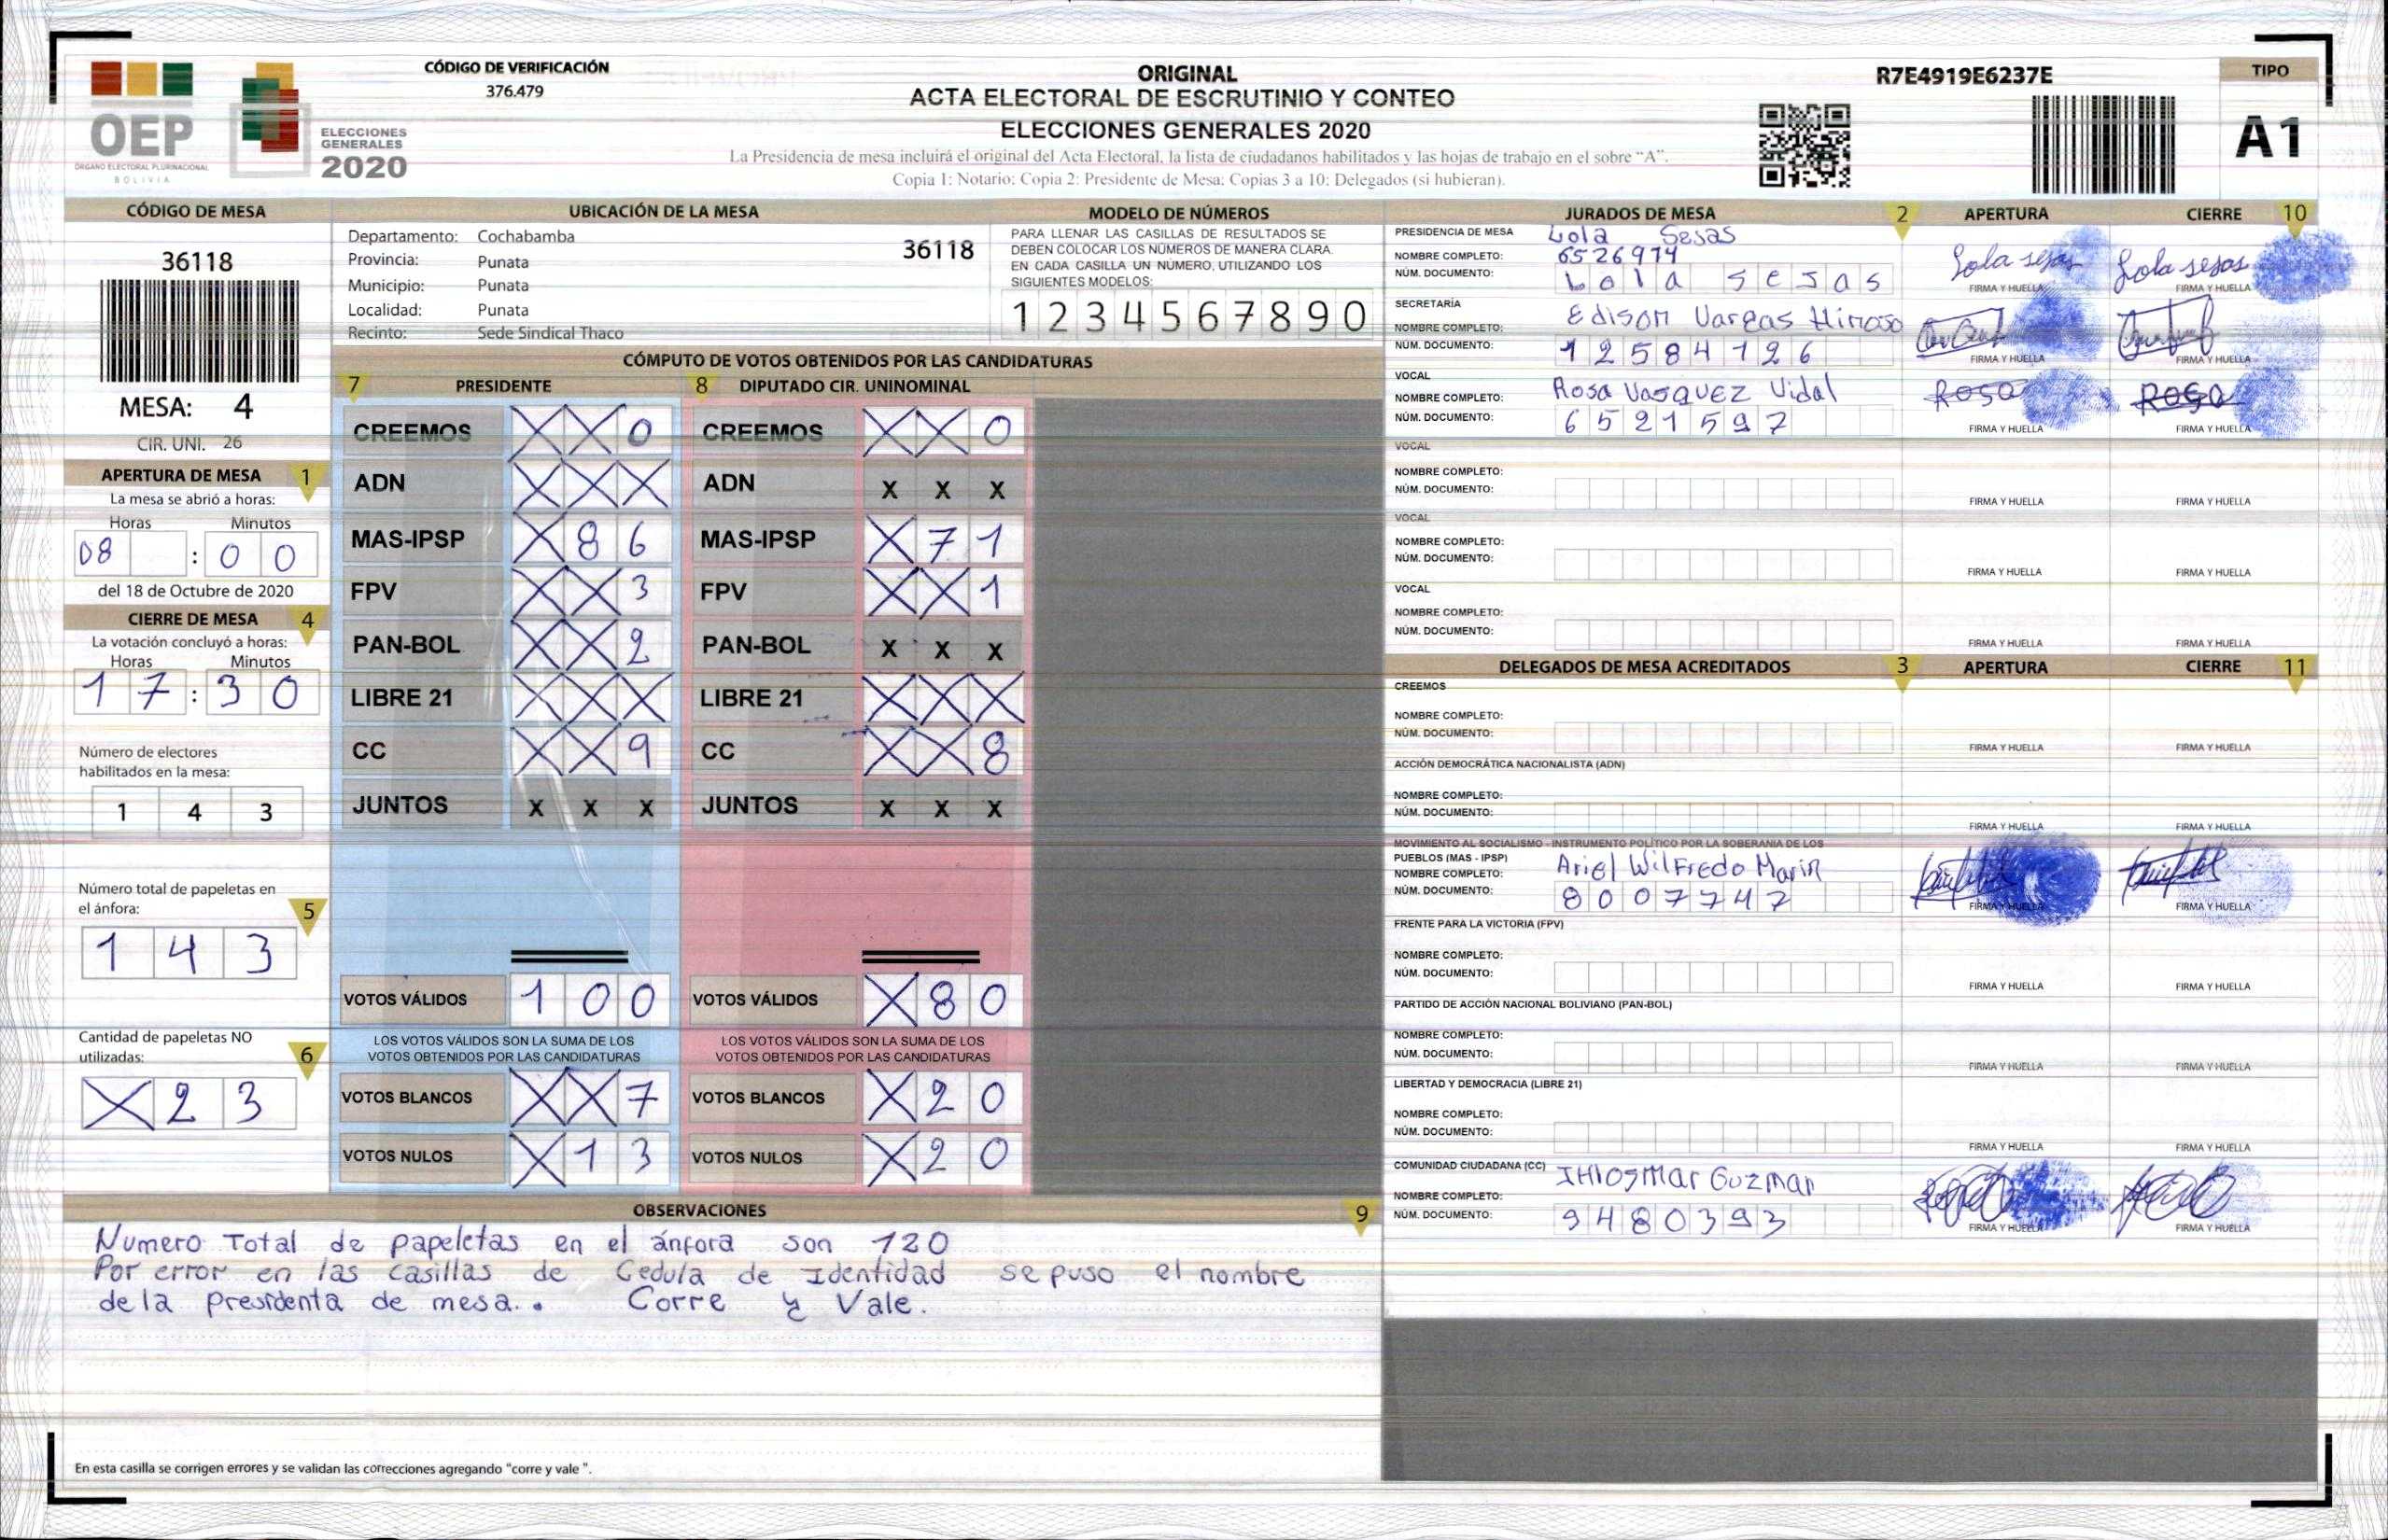 CÓDIGO DE VERIFICACIÓN
376.479
OEP
ÓRGANO ELECTORAL PLURINACIONAL
BOLIVIA
ELECCIONES
GENERALES
2020
ORIGINAL
ACTA ELECTORAL DE ESCRUTINIO Y CONTEO
ELECCIONES GENERALES 2020
La Presidencia de mesa incluirá el original del Acta Electoral, la lista de ciudadanos habilitados y las hojas de trabajo en el sobre "A".
Copia 1: Notario; Copia 2: Presidente de Mesa; Copias 3 a 10: Delegados (si hubieran).
R7E4919E6237E
TIPO
A1
CÓDIGO DE MESA
36118
MESA: 4
CIR. UNI. 26
APERTURA DE MESA 1
La mesa se abrió a horas:
Horas Minutos
08 : 0 0
del 18 de Octubre de 2020
CIERRE DE MESA 4
La votación concluyó a horas:
Horas Minutos
1 7 : 3 0
Número de electores
habilitados en la mesa:
1 4 3
Número total de papeletas en
el ánfora: 5
1 4 3
Cantidad de papeletas NO
utilizadas: 6
X 2 3
UBICACIÓN DE LA MESA
Departamento: Cochabamba 36118
Provincia: Punata
Municipio: Punata
Localidad: Punata
Recinto: Sede Sindical Thaco
MODELO DE NÚMEROS
PARA LLENAR LAS CASILLAS DE RESULTADOS SE
DEBEN COLOCAR LOS NÚMEROS DE MANERA CLARA.
EN CADA CASILLA UN NÚMERO, UTILIZANDO LOS
SIGUIENTES MODELOS:
1 2 3 4 5 6 7 8 9 0
CÓMPUTO DE VOTOS OBTENIDOS POR LAS CANDIDATURAS
7 PRESIDENTE 8 DIPUTADO CIR. UNINOMINAL
CREEMOS X X 0 CREEMOS X X 0
ADN X X X ADN X X X
MAS-IPSP X 8 6 MAS-IPSP X 7 1
FPV X X 3 FPV X X 1
PAN-BOL X X 2 PAN-BOL X X X
LIBRE 21 X X X LIBRE 21 X X X
CC X X 9 CC X X 8
JUNTOS X X X JUNTOS X X X
VOTOS VÁLIDOS 1 0 0 VOTOS VÁLIDOS X 8 0
LOS VOTOS VÁLIDOS SON LA SUMA DE LOS LOS VOTOS VÁLIDOS SON LA SUMA DE LOS
VOTOS OBTENIDOS POR LAS CANDIDATURAS VOTOS OBTENIDOS POR LAS CANDIDATURAS
VOTOS BLANCOS X X 7 VOTOS BLANCOS X 2 0
VOTOS NULOS X 1 3 VOTOS NULOS X 2 0
OBSERVACIONES 9
Numero Total de papeletas en el ánfora son 120
Por error en las casillas de Cedula de Identidad se puso el nombre
de la presidenta de mesa.. Corre y Vale.
En esta casilla se corrigen errores y se validan las correcciones agregando "corre y vale ".
JURADOS DE MESA 2 APERTURA CIERRE 10
PRESIDENCIA DE MESA Lola Sesas
NOMBRE COMPLETO: 6526974
NÚM. DOCUMENTO: L o l a s e s a s
Lola sejas Lola sejas
FIRMA Y HUELLA FIRMA Y HUELLA
SECRETARÍA
NOMBRE COMPLETO: Edison Vargas Hinoso
NÚM. DOCUMENTO: 1 2 5 8 4 1 2 6
FIRMA Y HUELLA FIRMA Y HUELLA
VOCAL
NOMBRE COMPLETO: Rosa Vasquez Vidal
NÚM. DOCUMENTO: 6 5 2 1 5 9 7
Rosa Rosa
FIRMA Y HUELLA FIRMA Y HUELLA
VOCAL
NOMBRE COMPLETO:
NÚM. DOCUMENTO:
FIRMA Y HUELLA FIRMA Y HUELLA
VOCAL
NOMBRE COMPLETO:
NÚM. DOCUMENTO:
FIRMA Y HUELLA FIRMA Y HUELLA
VOCAL
NOMBRE COMPLETO:
NÚM. DOCUMENTO:
FIRMA Y HUELLA FIRMA Y HUELLA
DELEGADOS DE MESA ACREDITADOS 3 APERTURA CIERRE 11
CREEMOS
NOMBRE COMPLETO:
NÚM. DOCUMENTO:
FIRMA Y HUELLA FIRMA Y HUELLA
ACCIÓN DEMOCRÁTICA NACIONALISTA (ADN)
NOMBRE COMPLETO:
NÚM. DOCUMENTO:
FIRMA Y HUELLA FIRMA Y HUELLA
MOVIMIENTO AL SOCIALISMO - INSTRUMENTO POLÍTICO POR LA SOBERANIA DE LOS
PUEBLOS (MAS - IPSP)
NOMBRE COMPLETO: Ariel Wilfredo Marin
NÚM. DOCUMENTO: 8 0 0 7 7 4 7
FIRMA Y HUELLA FIRMA Y HUELLA
FRENTE PARA LA VICTORIA (FPV)
NOMBRE COMPLETO:
NÚM. DOCUMENTO:
FIRMA Y HUELLA FIRMA Y HUELLA
PARTIDO DE ACCIÓN NACIONAL BOLIVIANO (PAN-BOL)
NOMBRE COMPLETO:
NÚM. DOCUMENTO:
FIRMA Y HUELLA FIRMA Y HUELLA
LIBERTAD Y DEMOCRACIA (LIBRE 21)
NOMBRE COMPLETO:
NÚM. DOCUMENTO:
FIRMA Y HUELLA FIRMA Y HUELLA
COMUNIDAD CIUDADANA (CC)
NOMBRE COMPLETO: Guzman
NÚM. DOCUMENTO: 9 4 8 0 3 9 3
FIRMA Y HUELLA FIRMA Y HUELLA